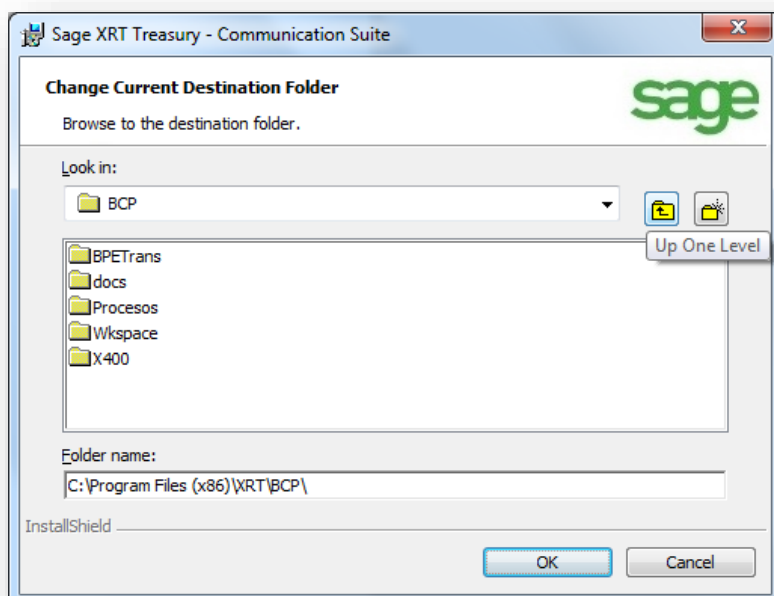 Sage XRT Treasury - Communication Suite
X
Change Current Destination Folder
sage
Browse to the destination folder.
Look in:
BCP
Up One Level
BPETrans
docs
Procesos
Wkspace
X400
Folder name:
C:\Program Files (x86)\XRT\BCP\
InstallShield
OK
Cancel